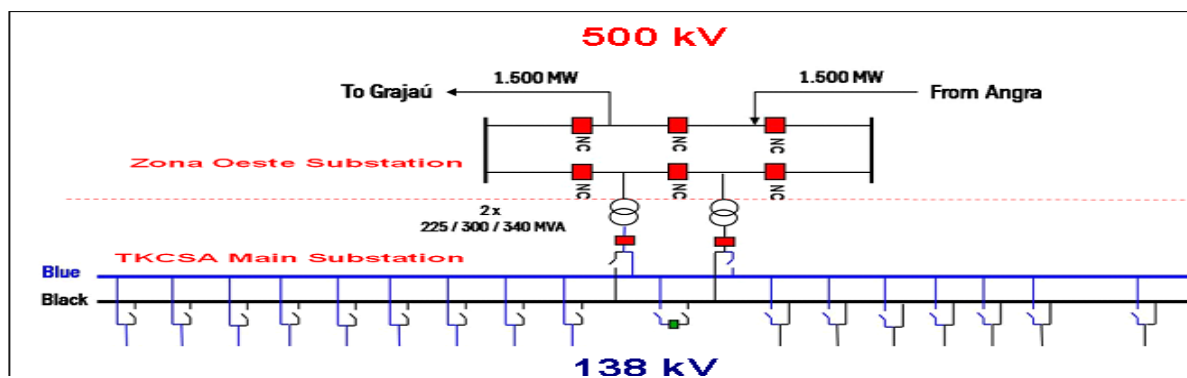 500 kV
1.500 MW
1.500 MW
To Grajaú
From Angra
NC
NC
NC
Zona Oeste Substation
NC
NC
NC
2 x
225 / 300 / 340 MVA
TKCSA Main Substation
Blue
Black
138 kV